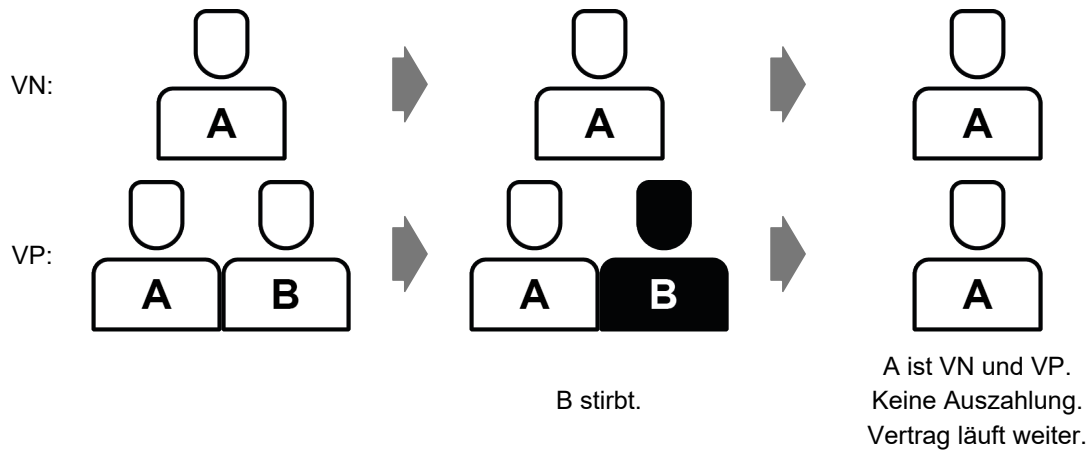 VN:
A
A
A
VP:
A B
A B
A
B stirbt.
A ist VN und VP.
Keine Auszahlung.
Vertrag läuft weiter.